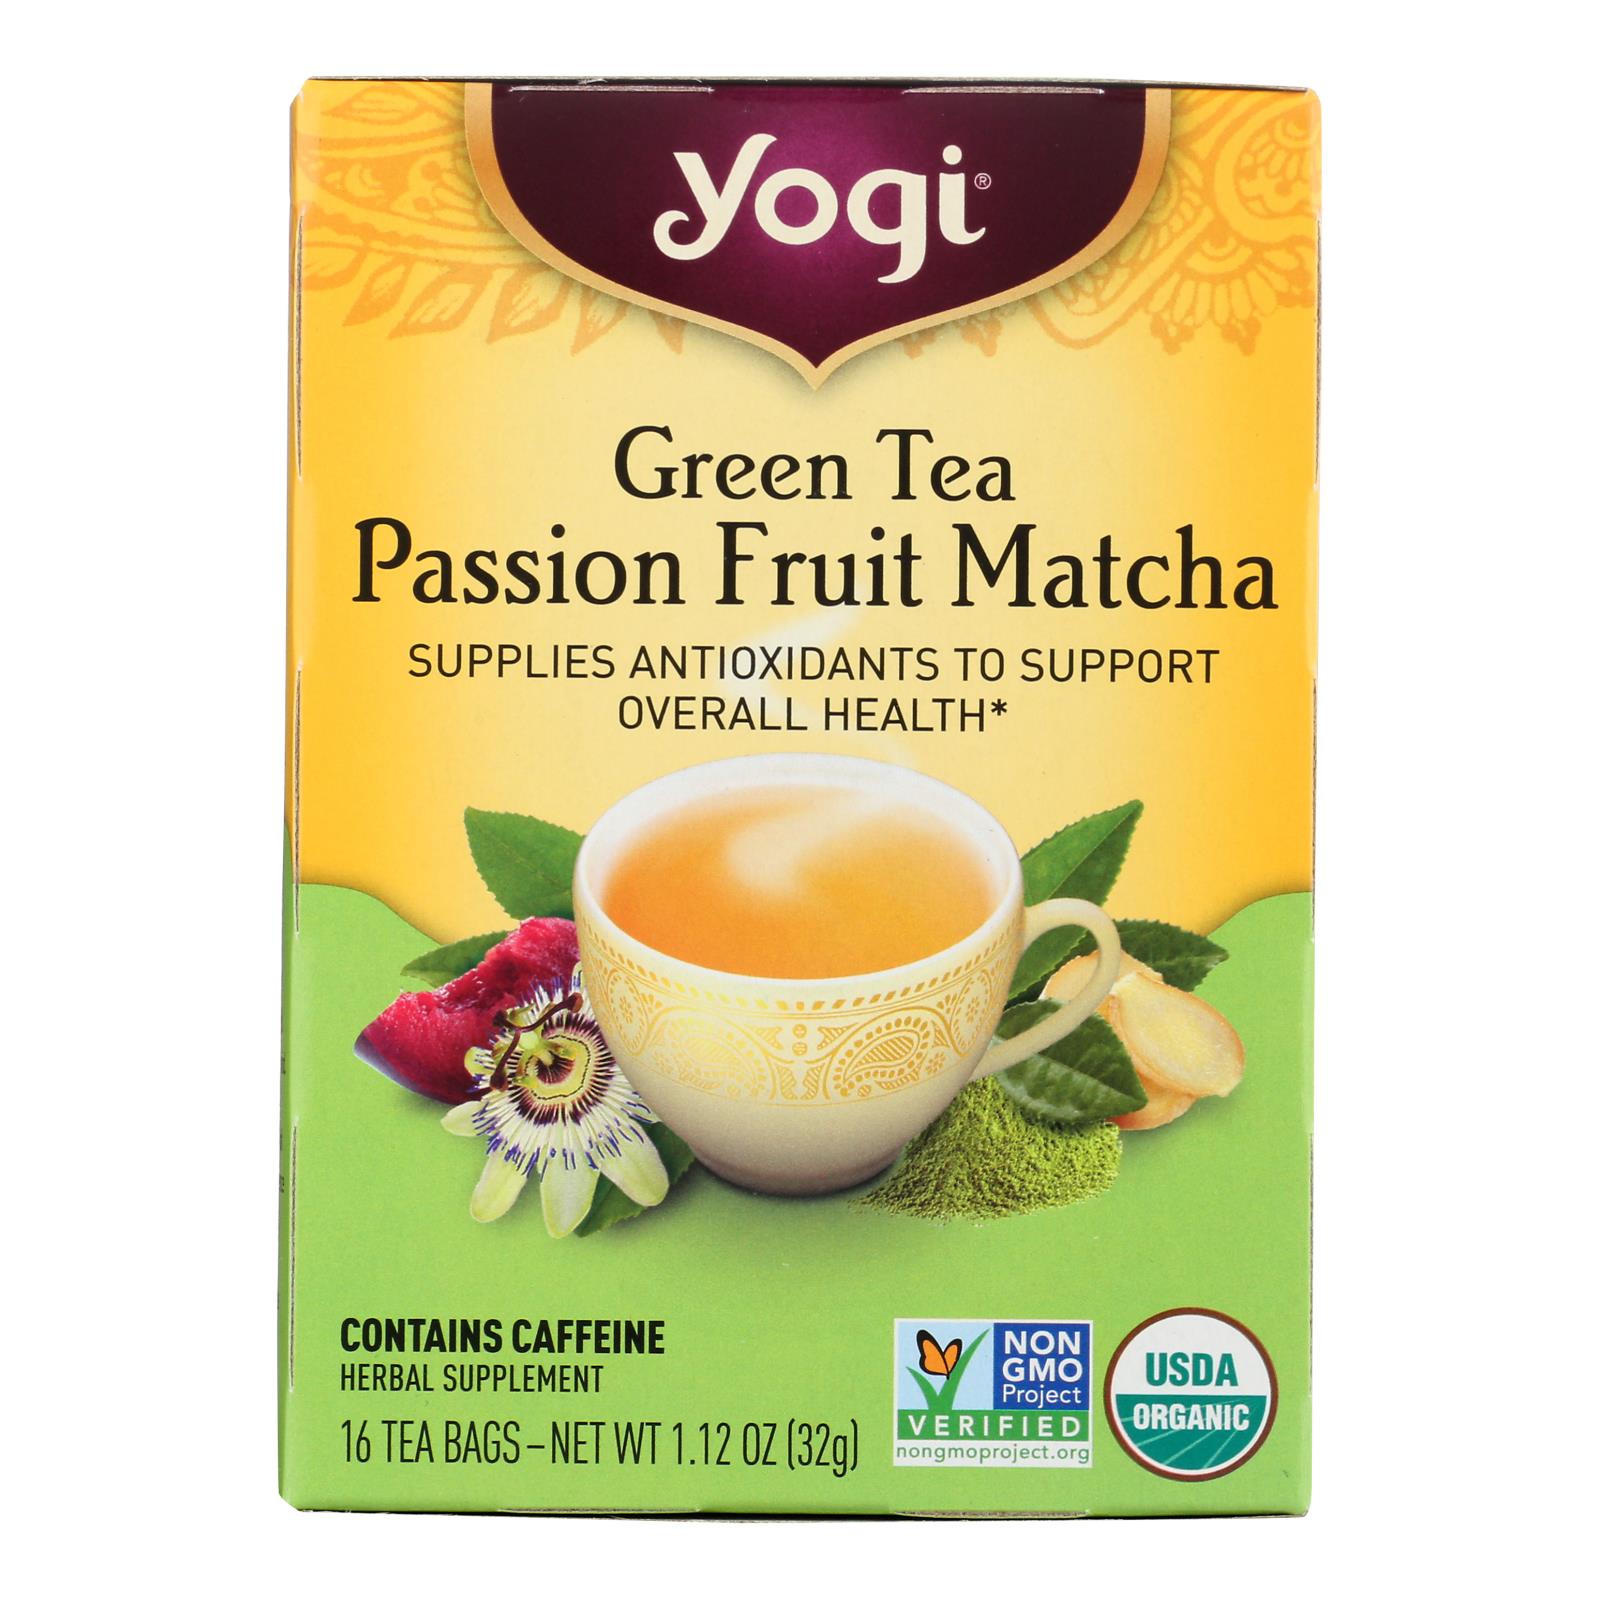 yogi®
Green Tea
Passion Fruit Matcha
SUPPLIES ANTIOXIDANTS TO SUPPORT
OVERALL HEALTH*
CONTAINS CAFFEINE
HERBAL SUPPLEMENT
16 TEA BAGS – NET WT 1.12 OZ (32g)
NON
GMO
Project
VERIFIED
nongmoproject.org
USDA
ORGANIC